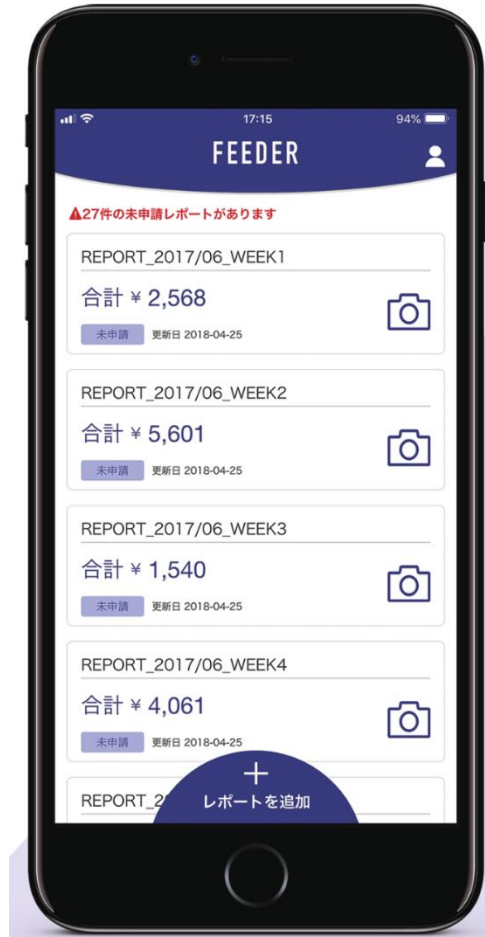 17:15
94%
FEEDER
27件の未申請レポートがあります
REPORT_2017/06_WEEK1
合計 ¥ 2,568
未申請 更新日 2018-04-25
REPORT_2017/06_WEEK2
合計 ¥ 5,601
未申請 更新日 2018-04-25
REPORT_2017/06_WEEK3
合計 ¥ 1,540
未申請 更新日 2018-04-25
REPORT_2017/06_WEEK4
合計 ¥ 4,061
未申請 更新日 2018-04-25
REPORT_2
レポートを追加